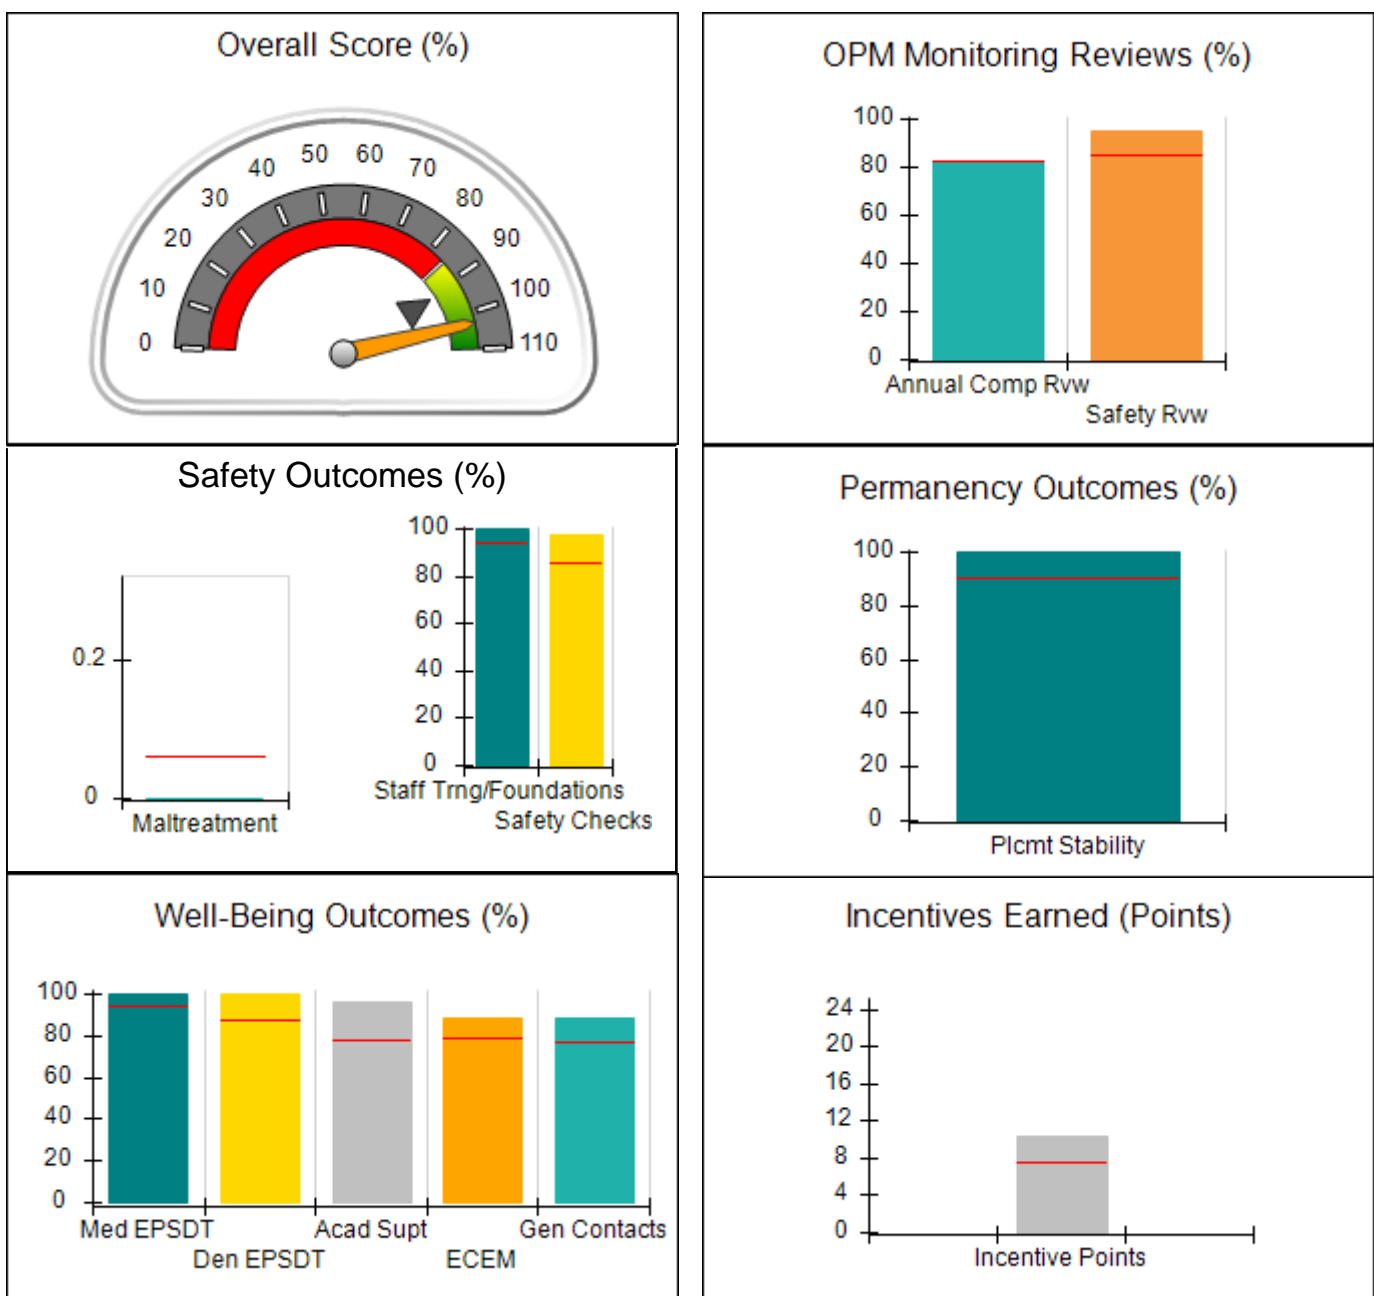 Overall Score (%)
0
10
20
30
40
50
60
70
80
90
100
110
OPM Monitoring Reviews (%)
100
80
60
40
20
0
Annual Comp Rvw
Safety Rvw
Safety Outcomes (%)
0.2
0
Maltreatment
100
80
60
40
20
0
Staff Trng/Foundations
Safety Checks
Permanency Outcomes (%)
100
80
60
40
20
0
Plcmt Stability
Well-Being Outcomes (%)
100
80
60
40
20
0
Med EPSDT
Den EPSDT
Acad Supt
ECEM
Gen Contacts
Incentives Earned (Points)
24
20
16
12
8
4
0
Incentive Points